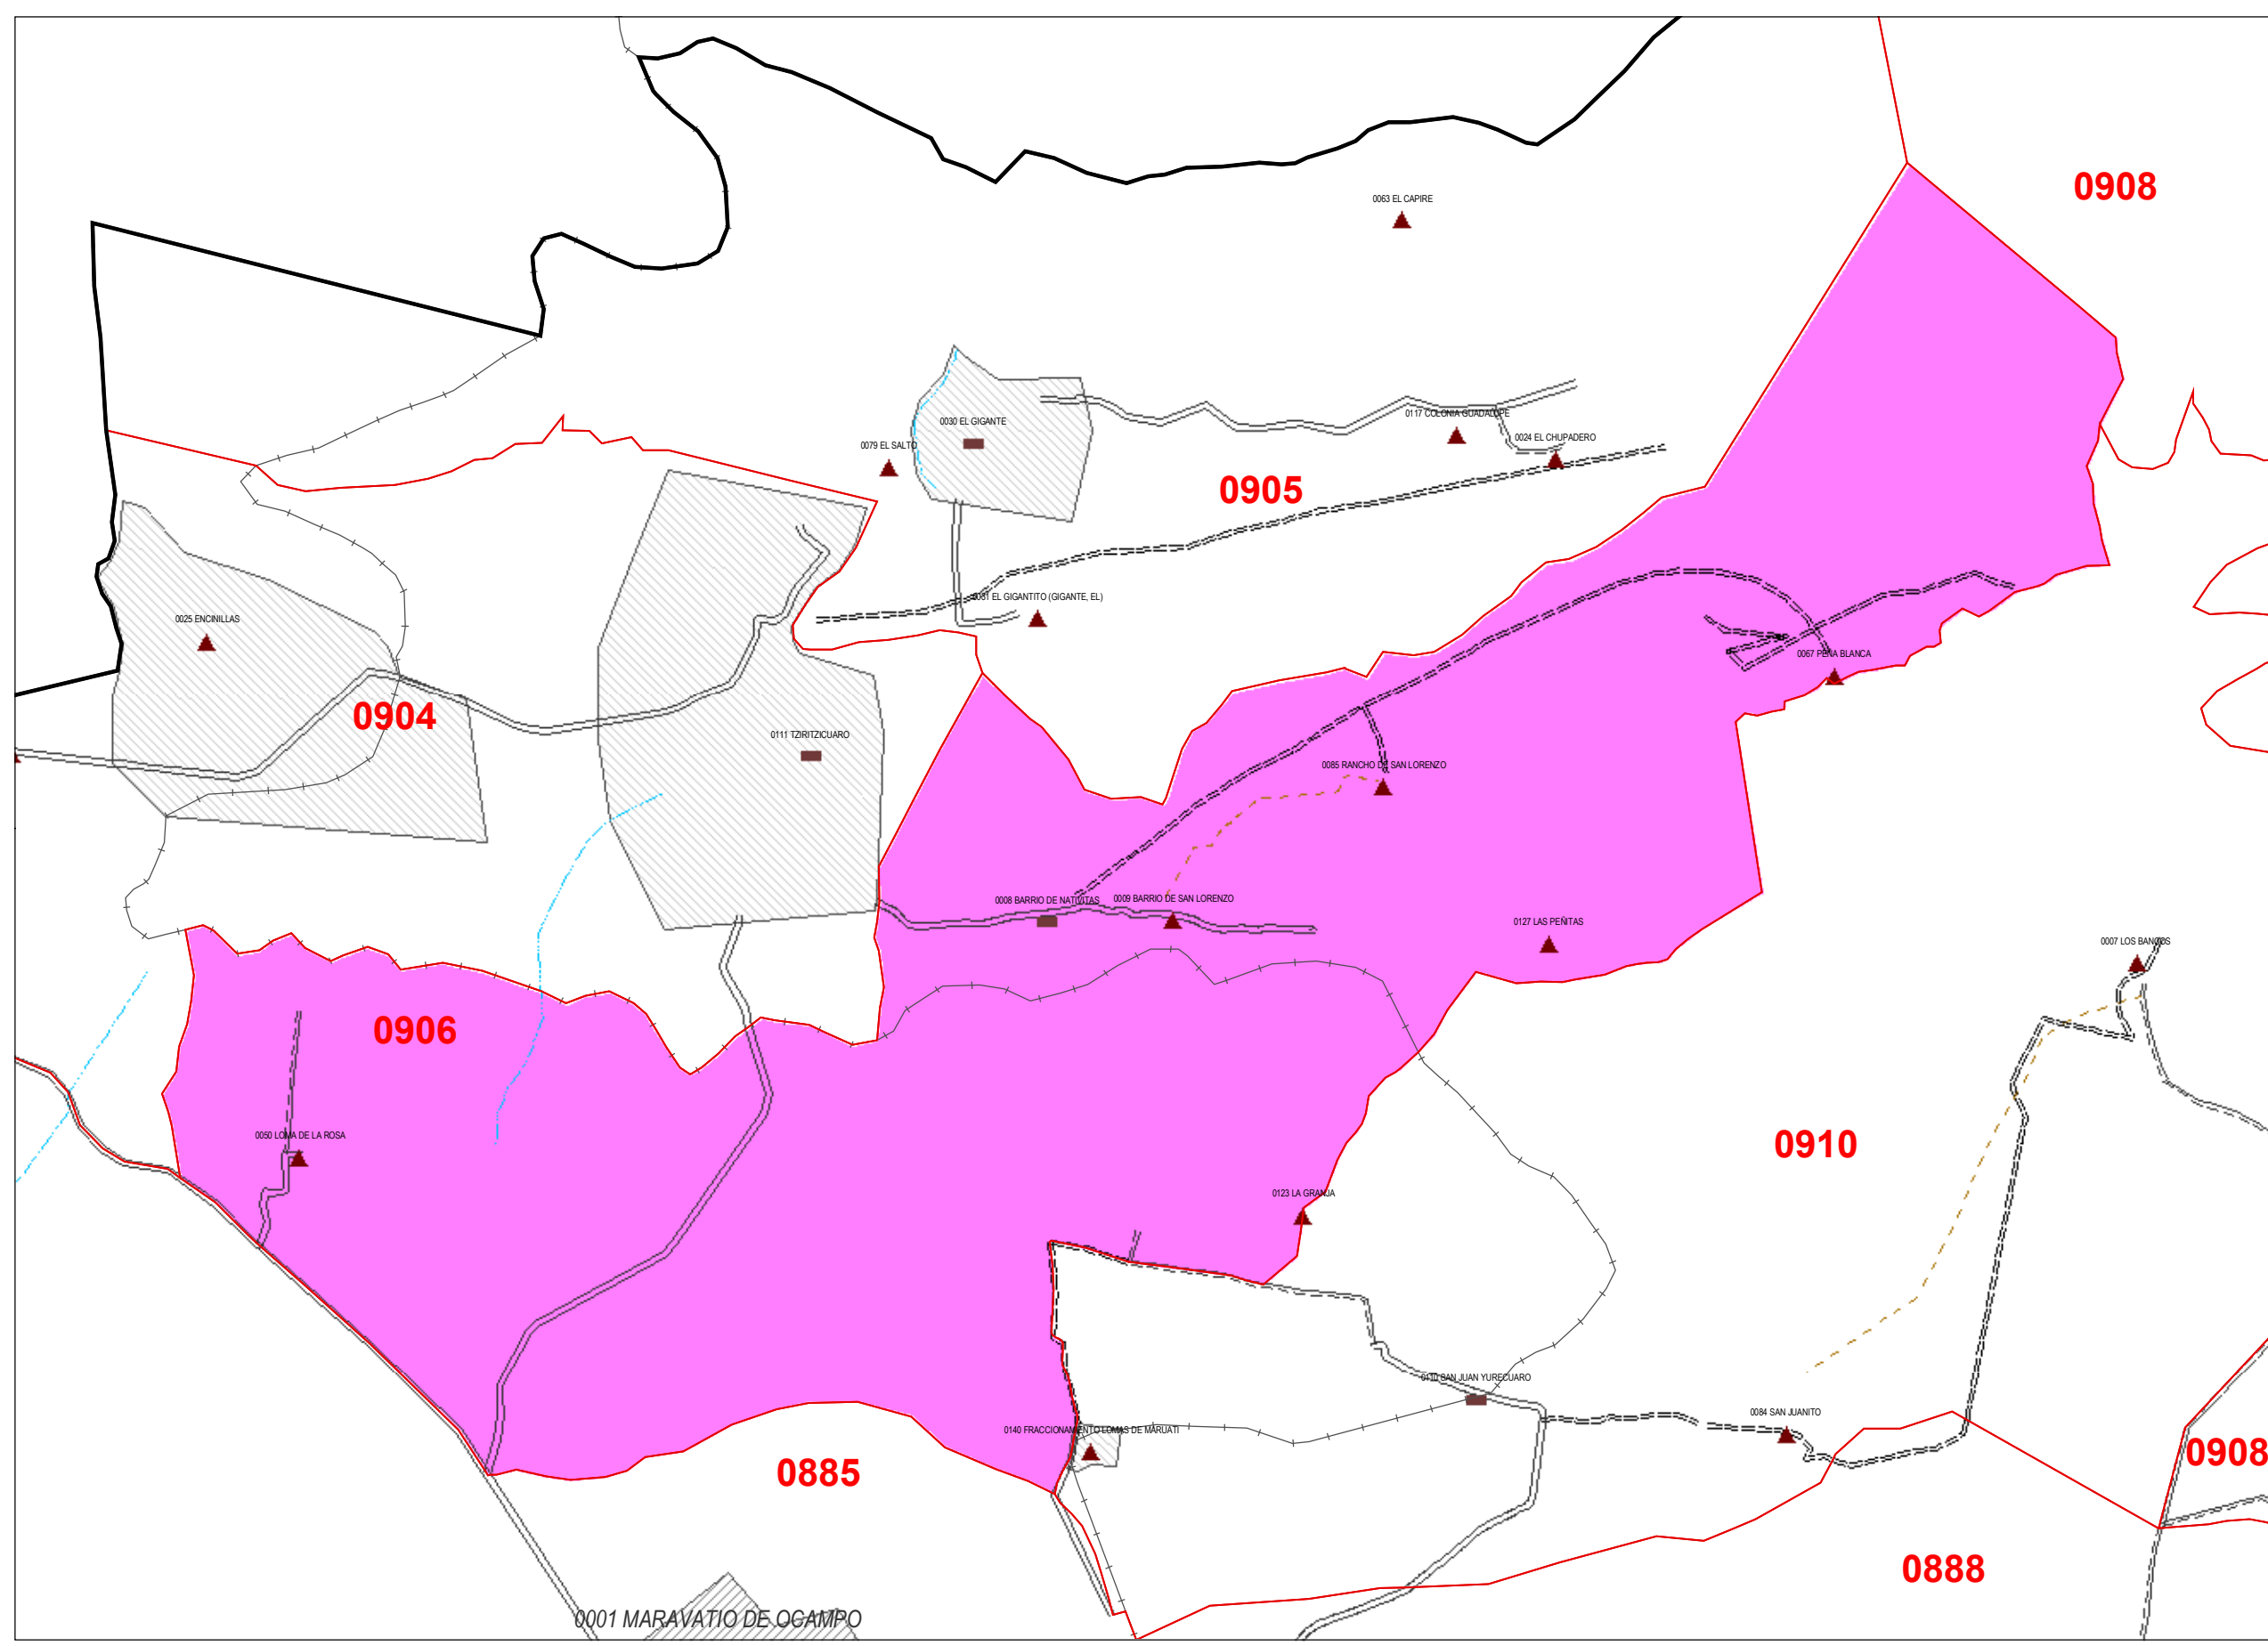 0908
0063 EL CAPIRE
0030 EL GIGANTE
0117 COLONIA GUADALUPE
0079 EL SALTO
0024 EL CHUPADERO
0905
0031 EL GIGANTITO (GIGANTE, EL)
0025 ENCINILLAS
0067 PEÑA BLANCA
0904
0111 TZIRITZICUARO
0085 RANCHO DE SAN LORENZO
0008 BARRIO DE NATIVITAS
0009 BARRIO DE SAN LORENZO
0127 LAS PEÑITAS
0007 LOS BANCOS
0906
0050 LOMA DE LA ROSA
0910
0123 LA GRANJA
0110 SAN JUAN YURECUARO
0084 SAN JUANITO
0140 FRACCIONAMIENTO LOMAS DE MARUATI
0908
0885
0888
0001 MARAVATIO DE OCAMPO